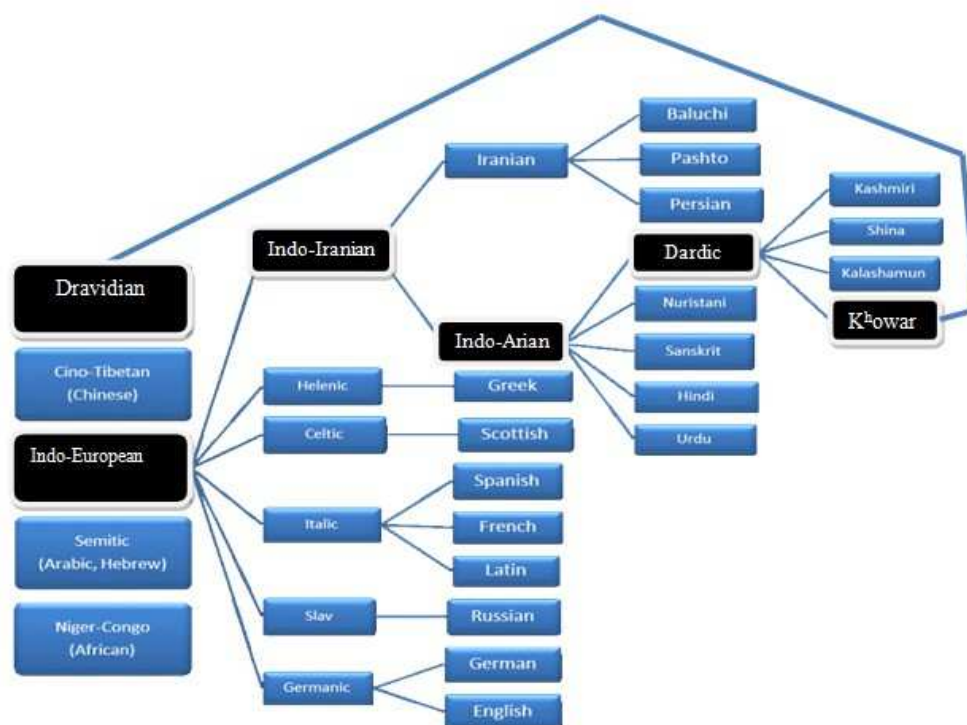 Dravidian
Cino-Tibetan
(Chinese)
Indo-European
Semitic
(Arabic, Hebrew)
Niger-Congo
(African)
Indo-Iranian
Helenic
Celtic
Italic
Slav
Germanic
Iranian
Indo-Arian
Greek
Scottish
Spanish
French
Latin
Russian
German
English
Baluchi
Pashto
Persian
Dardic
Nuristani
Sanskrit
Hindi
Urdu
Kashmiri
Shina
Kalashamun
Kʰowar